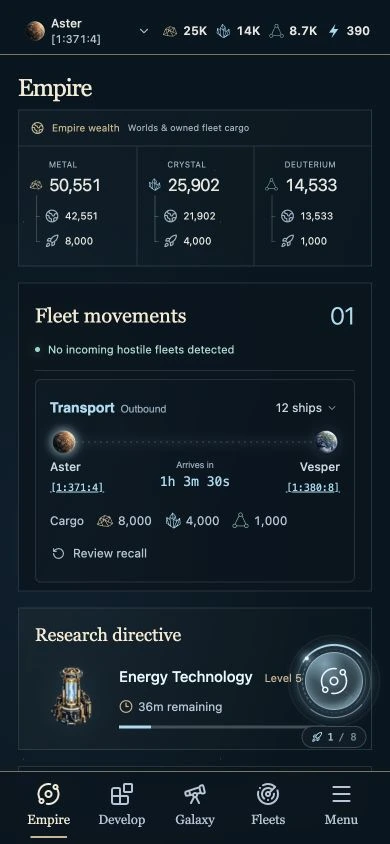 Aster
[1:371:4]
25K 14K 8.7K 390
Empire
Empire wealth Worlds & owned fleet cargo
METAL CRYSTAL DEUTERIUM
50,551 25,902 14,533
42,551 21,902 13,533
8,000 4,000 1,000
Fleet movements 01
No incoming hostile fleets detected
Transport Outbound 12 ships
Aster Arrives in Vesper
[1:371:4] 1h 3m 30s [1:380:8]
Cargo 8,000 4,000 1,000
Review recall
Research directive
Energy Technology Level 5
36m remaining
1 / 8
Empire Develop Galaxy Fleets Menu